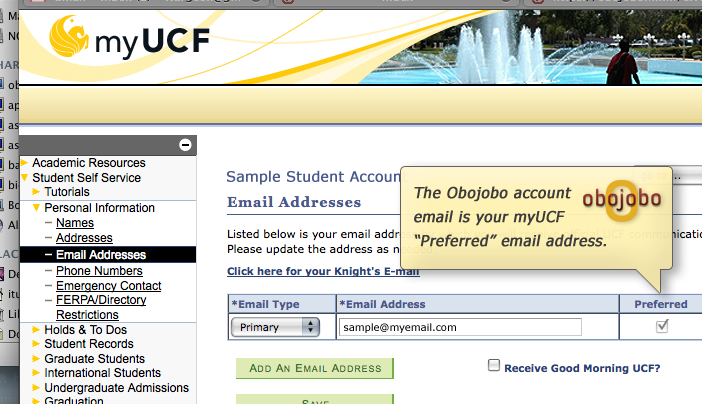 myUCF
Academic Resources
Student Self Service
Tutorials
Personal Information
Names
Addresses
Email Addresses
Phone Numbers
Emergency Contact
FERPA/Directory
Restrictions
Holds & To Dos
Student Records
Graduate Students
International Students
Undergraduate Admissions
Graduation
Sample Student Accou
Email Addresses
Listed below is your email addr
UCF communicatio
Please update the address as
Click here for your Knight's E-mail
The Obojobo account
email is your myUCF
“Preferred” email address.
obojobo
*Email Type
*Email Address
Preferred
Primary
sample@myemail.com
ADD AN EMAIL ADDRESS
Receive Good Morning UCF?
SAVE